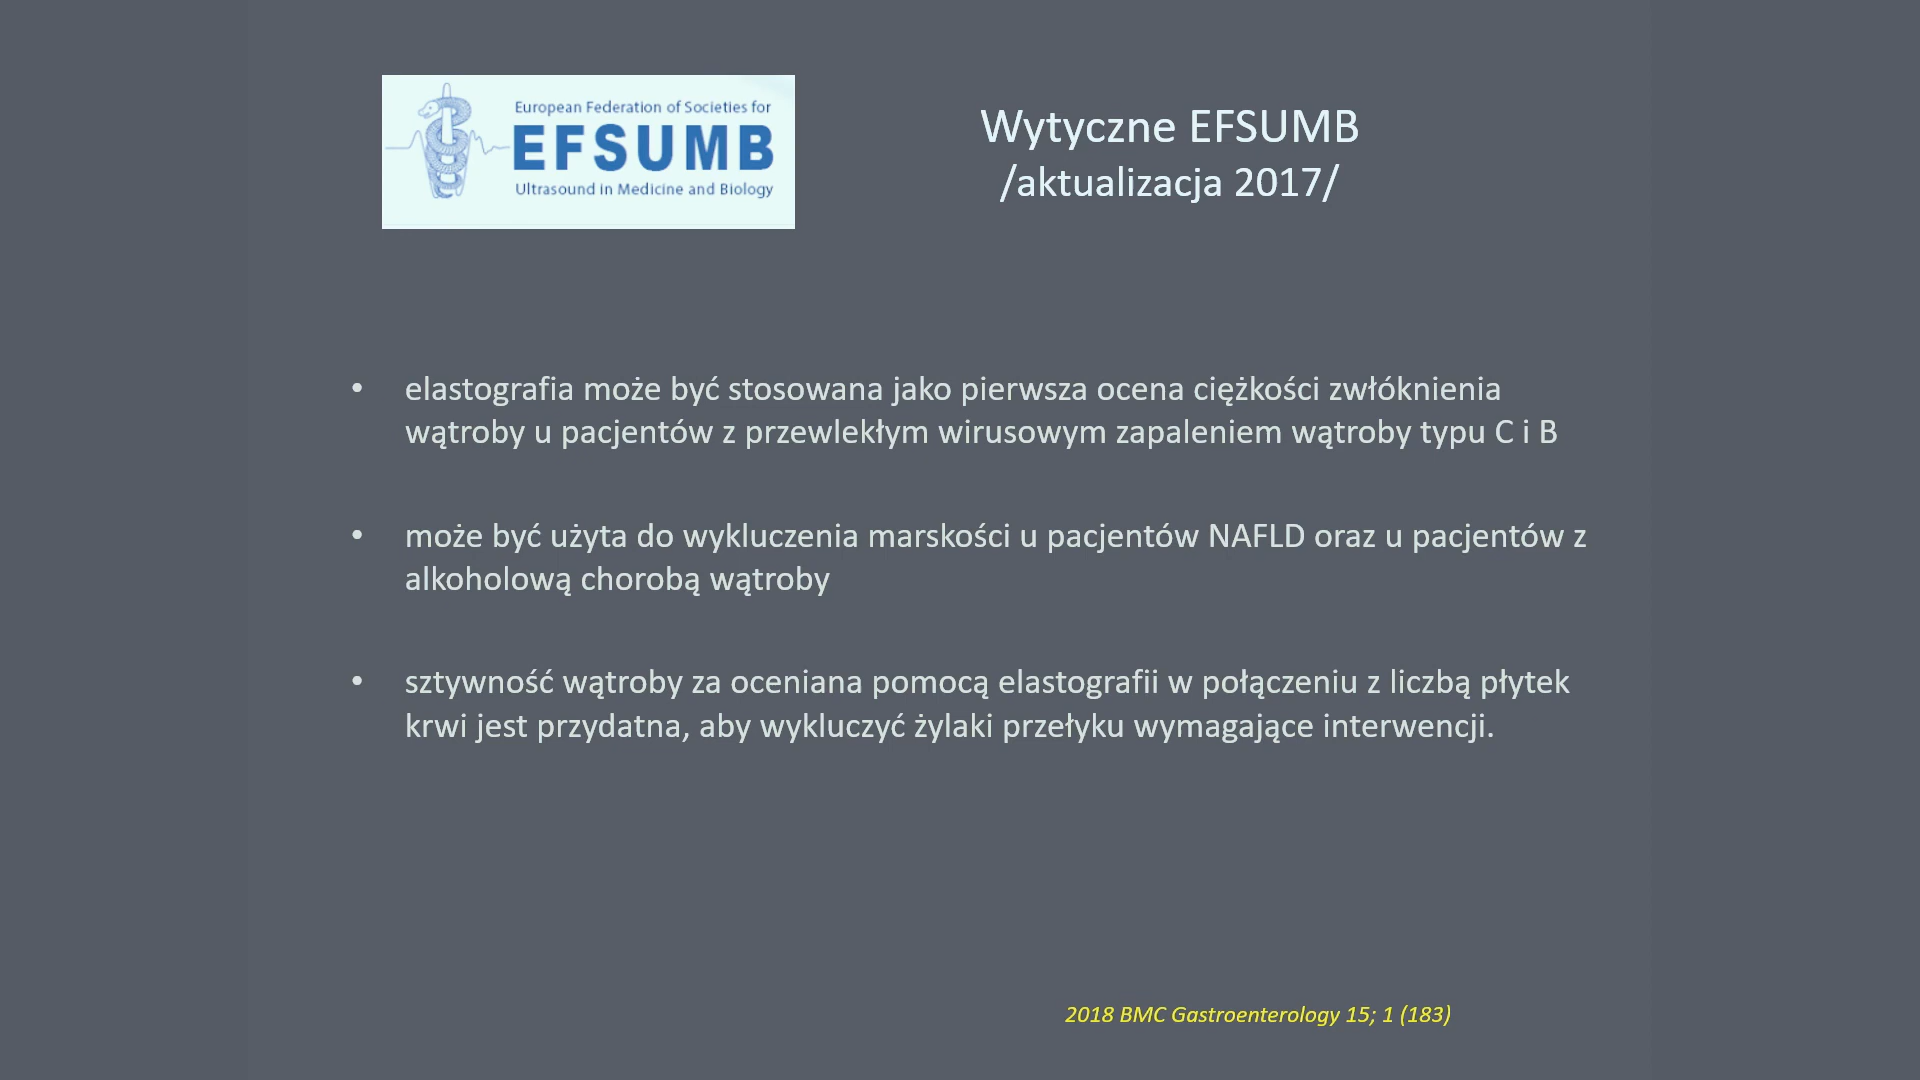 European Federation of Societies for
EFSUMB
Ultrasound in Medicine and Biology
Wytyczne EFSUMB
/aktualizacja 2017/
• elastografia może być stosowana jako pierwsza ocena ciężkości zwłóknienia
wątroby u pacjentów z przewlekłym wirusowym zapaleniem wątroby typu C i B
• może być użyta do wykluczenia marskości u pacjentów NAFLD oraz u pacjentów z
alkoholową chorobą wątroby
• sztywność wątroby za oceniana pomocą elastografii w połączeniu z liczbą płytek
krwi jest przydatna, aby wykluczyć żylaki przełyku wymagające interwencji.
2018 BMC Gastroenterology 15; 1 (183)